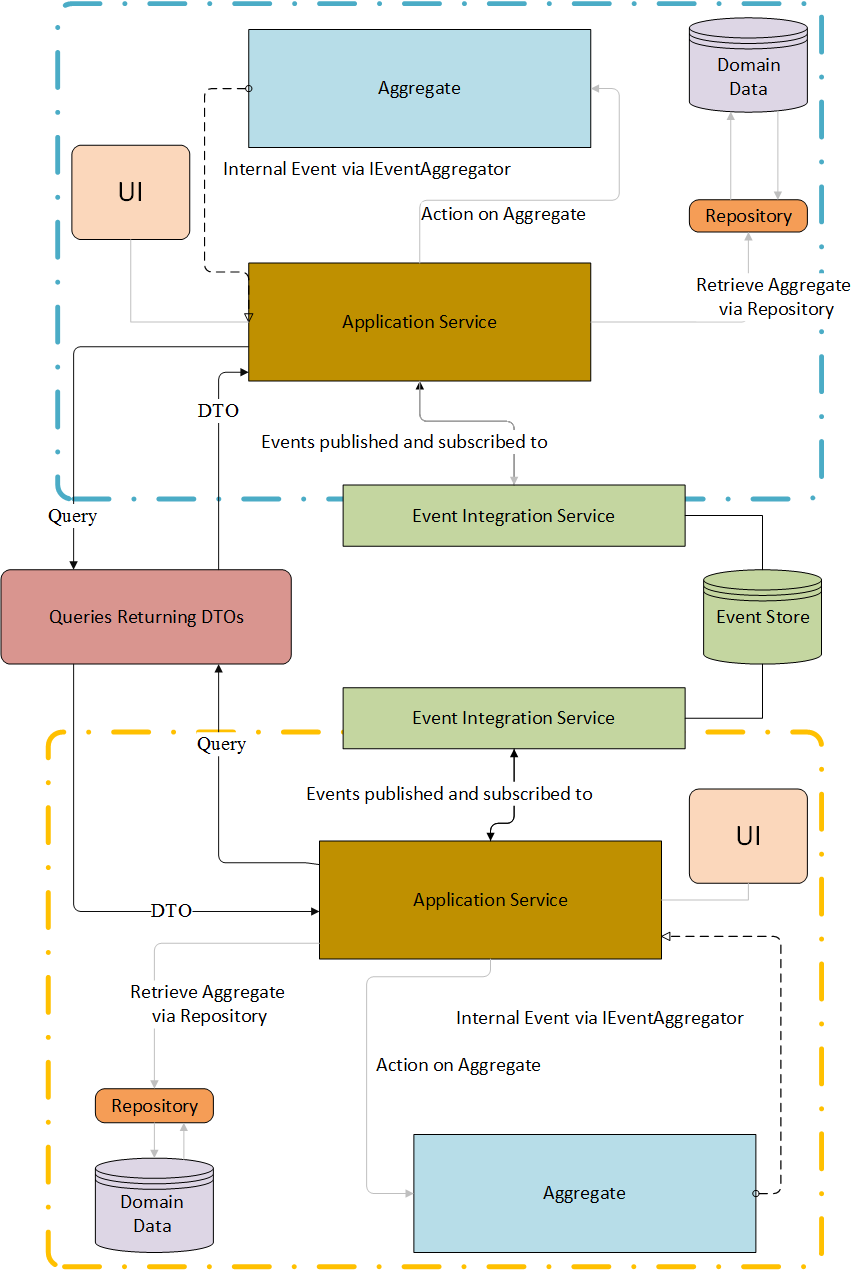 Aggregate
Domain
Data
Internal Event via IEventAggregator
UI
Action on Aggregate
Repository
Retrieve Aggregate
via Repository
Application Service
DTO
Events published and subscribed to
Query
Event Integration Service
Queries Returning DTOs
Event Store
Event Integration Service
Query
Events published and subscribed to
UI
Application Service
DTO
Retrieve Aggregate
via Repository
Internal Event via IEventAggregator
Action on Aggregate
Repository
Aggregate
Domain
Data